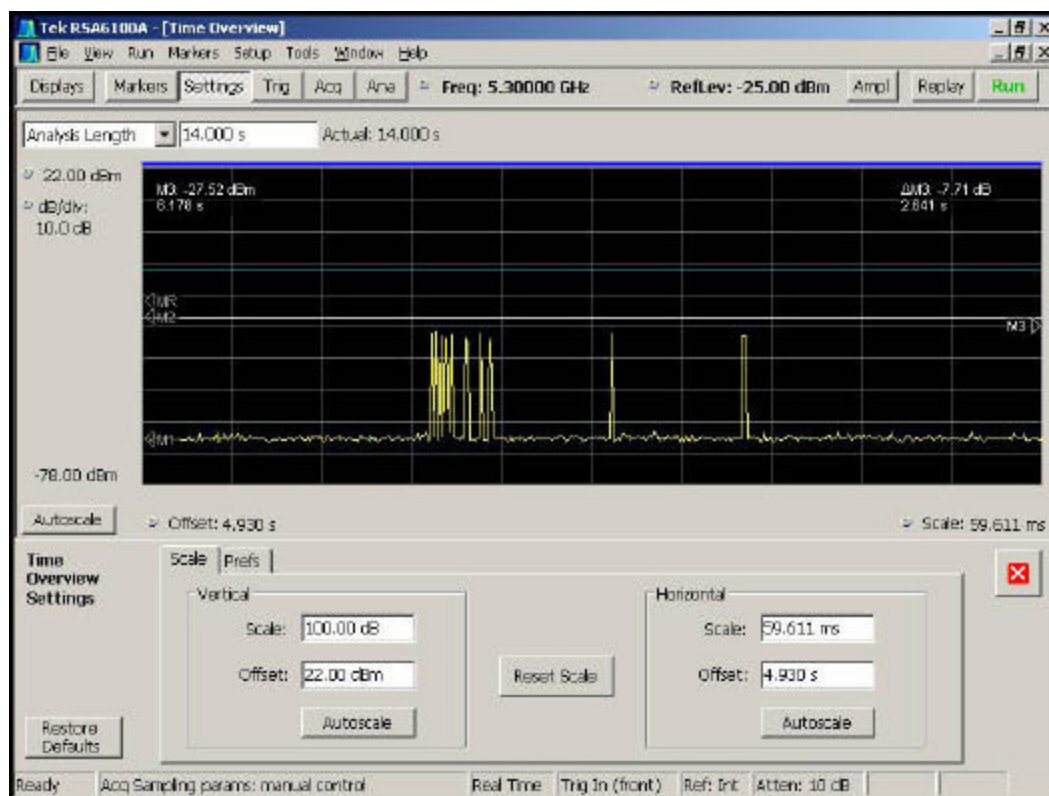 Tek RSA6100A - [Time Overview]
File View Run Markers Setup Tools Window Help
Displays Markers Settings Trig Acq Ana Freq: 5.30000 GHz RefLev: -25.00 dBm Ampl Replay Run
Analysis Length 14.000 s Actual: 14.000 s
22.00 dBm
dB/div:
10.0 dB
M3: -27.52 dBm
6.178 s
ΔM3: -7.71 dB
2.641 s
MR
M2
M3
M1
-78.00 dBm
Autoscale Offset: 4.930 s Scale: 59.611 ms
Time
Overview
Settings
Scale Prefs
Vertical
Scale: 100.00 dB
Offset: 22.00 dBm
Autoscale
Reset Scale
Horizontal
Scale: 59.611 ms
Offset: 4.930 s
Autoscale
Restore
Defaults
Ready Acq Sampling params: manual control Real Time Trig In (front) Ref: Int Atten: 10 dB